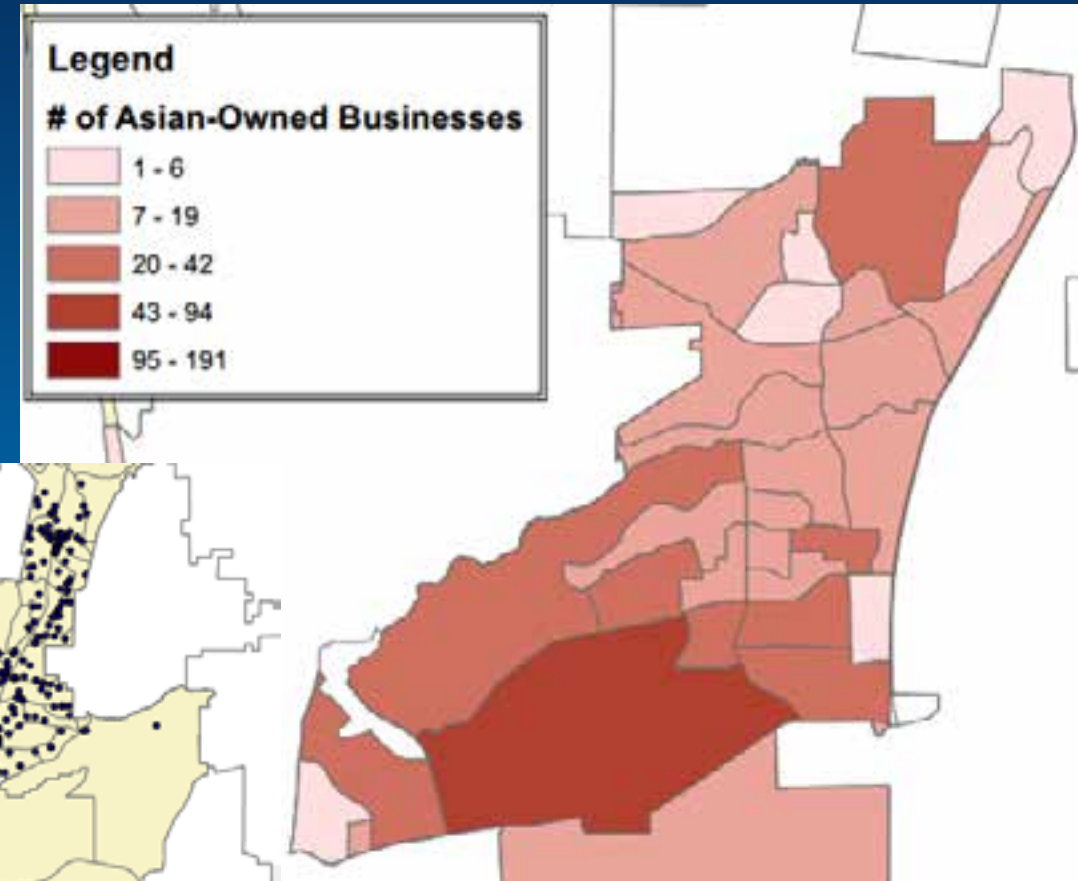 Legend
# of Asian-Owned Businesses
1 - 6
7 - 19
20 - 42
43 - 94
95 - 191